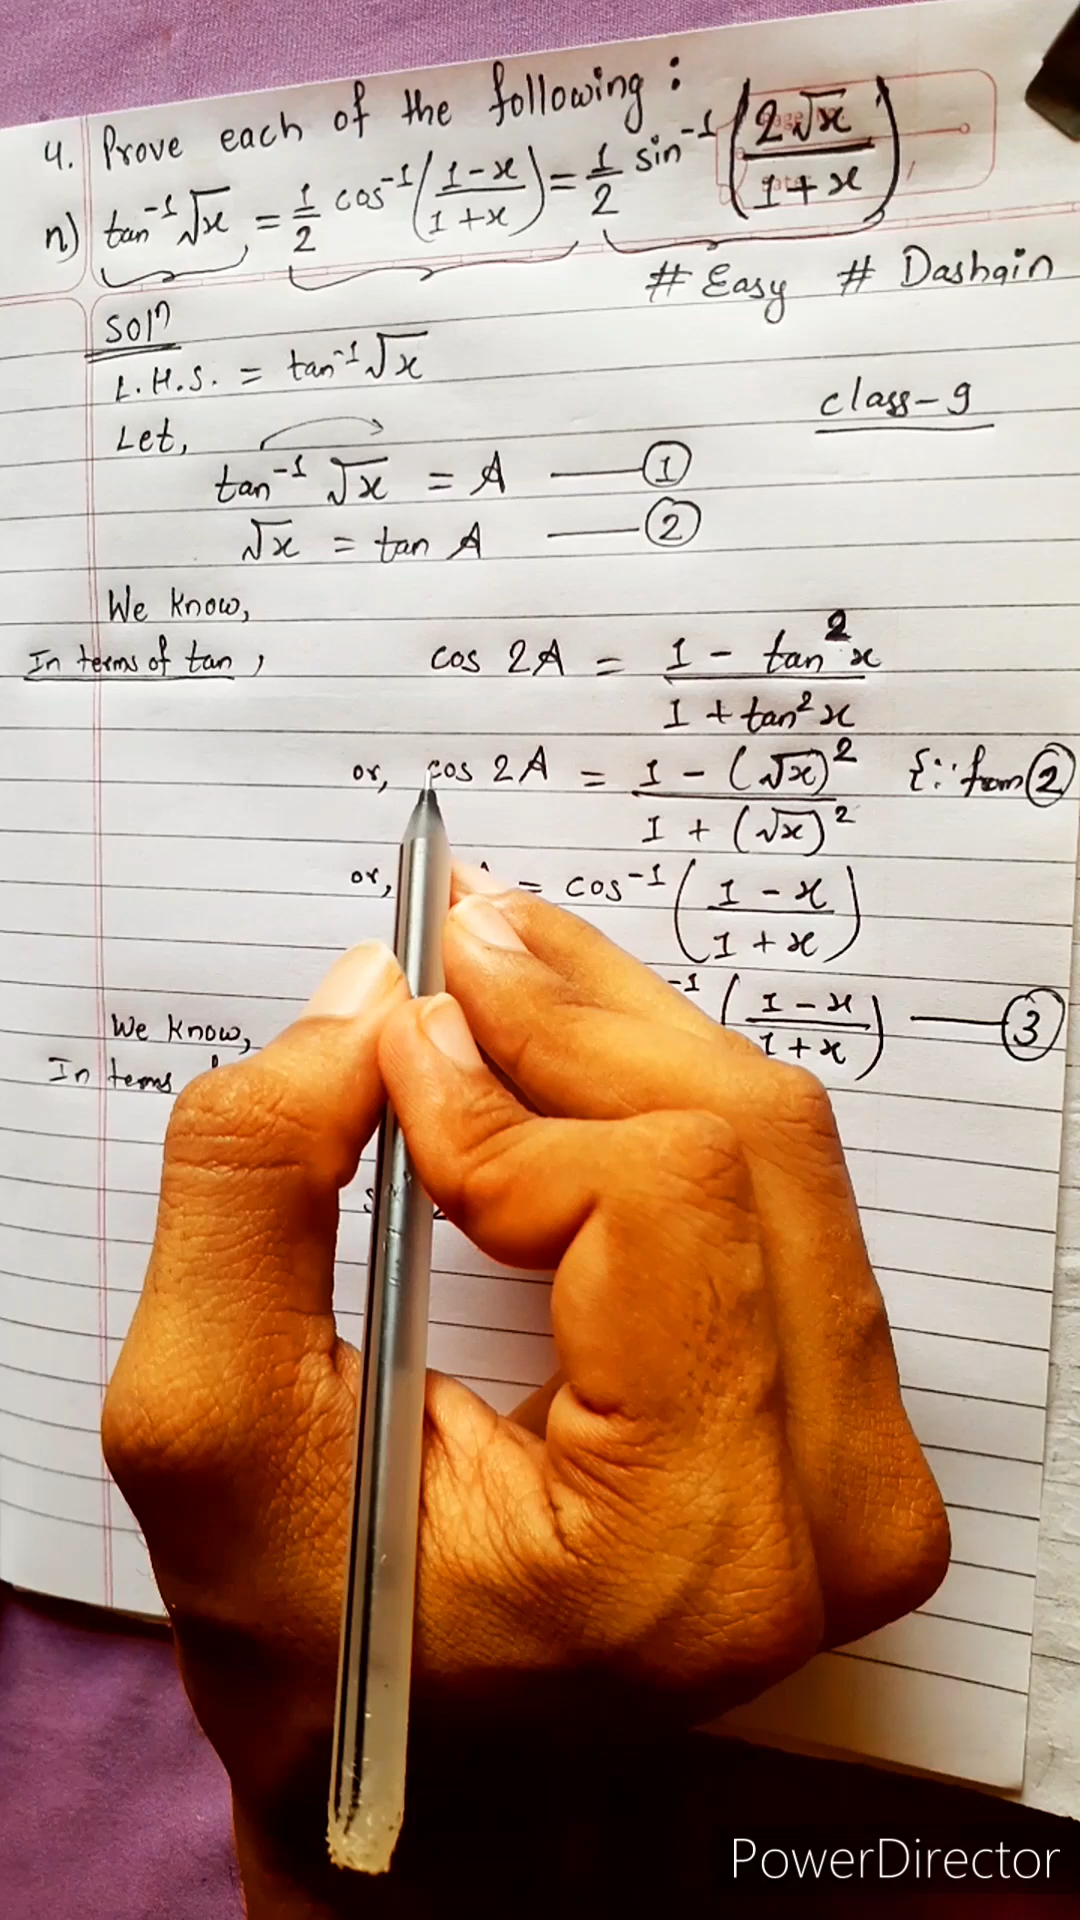 4. Prove each of the following:
n) tan⁻¹√x = 1/2 cos⁻¹((1-x)/(1+x)) = 1/2 sin⁻¹(2√x/(1+x))
# Easy # Dashain
Solⁿ
L.H.S. = tan⁻¹√x
class-9
Let,
tan⁻¹ √x = A —— ①
√x = tan A —— ②
We know,
In terms of tan, cos 2A = (1 - tan²x)/(1 + tan²x)
or, cos 2A = (1 - (√x)²)/(1 + (√x)²) {∵ from ②
or, = cos⁻¹((1 - x)/(1 + x))
⁻¹((1 - x)/(1 + x)) —— ③
We know,
In terms
PowerDirector